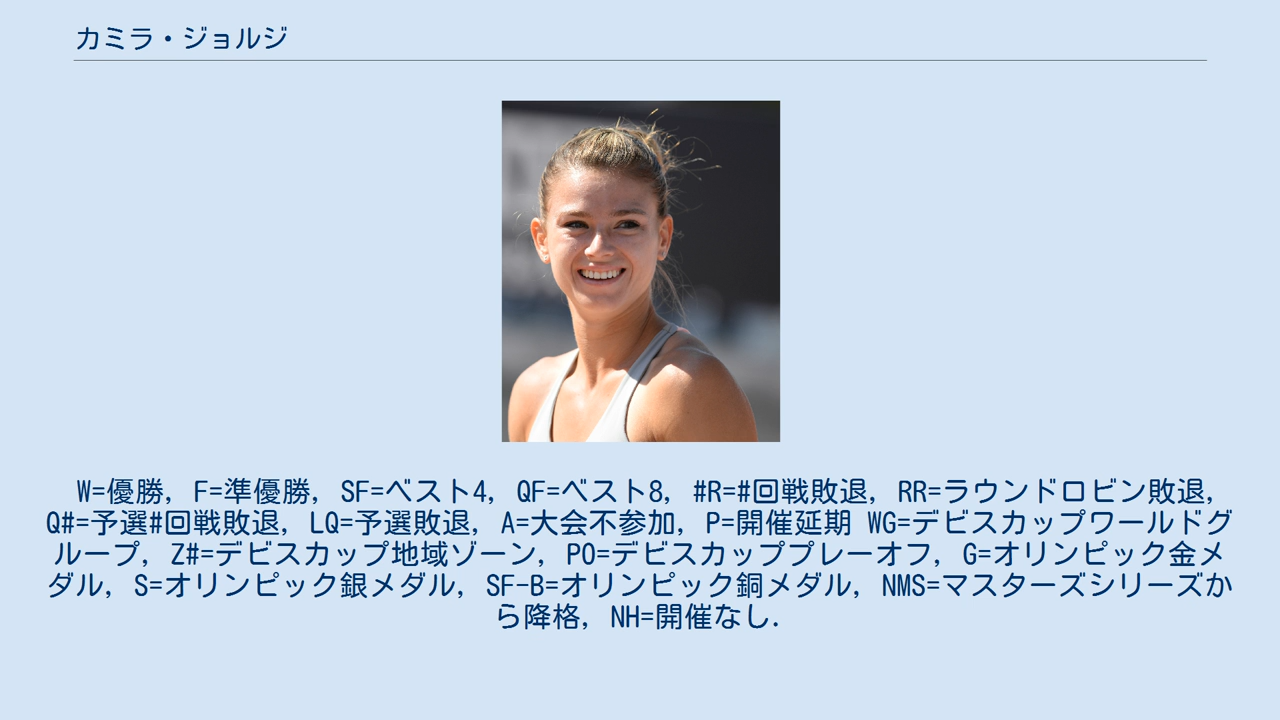 カミラ・ジョルジ
W=優勝, F=準優勝, SF=ベスト4, QF=ベスト8, #R=#回戦敗退, RR=ラウンドロビン敗退,
Q#=予選#回戦敗退, LQ=予選敗退, A=大会不参加, P=開催延期 WG=デビスカップワールドグ
ループ, Z#=デビスカップ地域ゾーン, PO=デビスカッププレーオフ, G=オリンピック金メ
ダル, S=オリンピック銀メダル, SF-B=オリンピック銅メダル, NMS=マスターズシリーズか
ら降格, NH=開催なし.